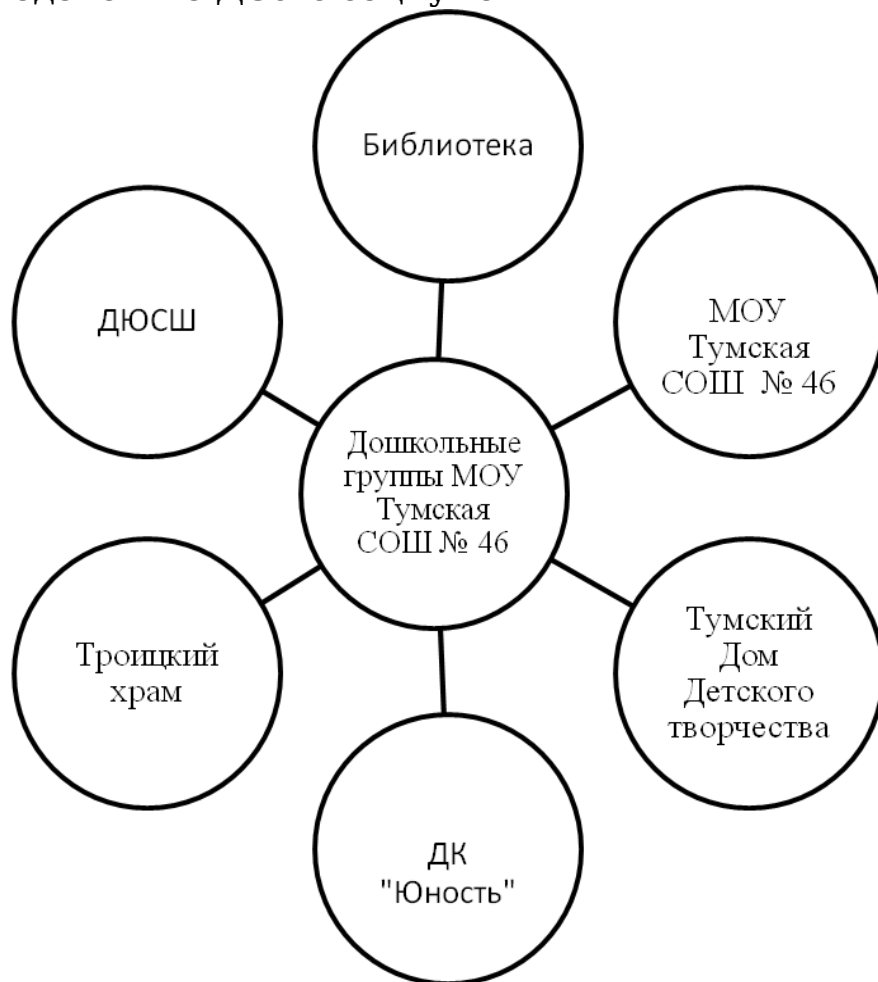 Библиотека
ДЮСШ
МОУ
Тумская
СОШ № 46
Дошкольные
группы МОУ
Тумская
СОШ № 46
Троицкий
храм
Тумский
Дом
Детского
творчества
ДК
"Юность"